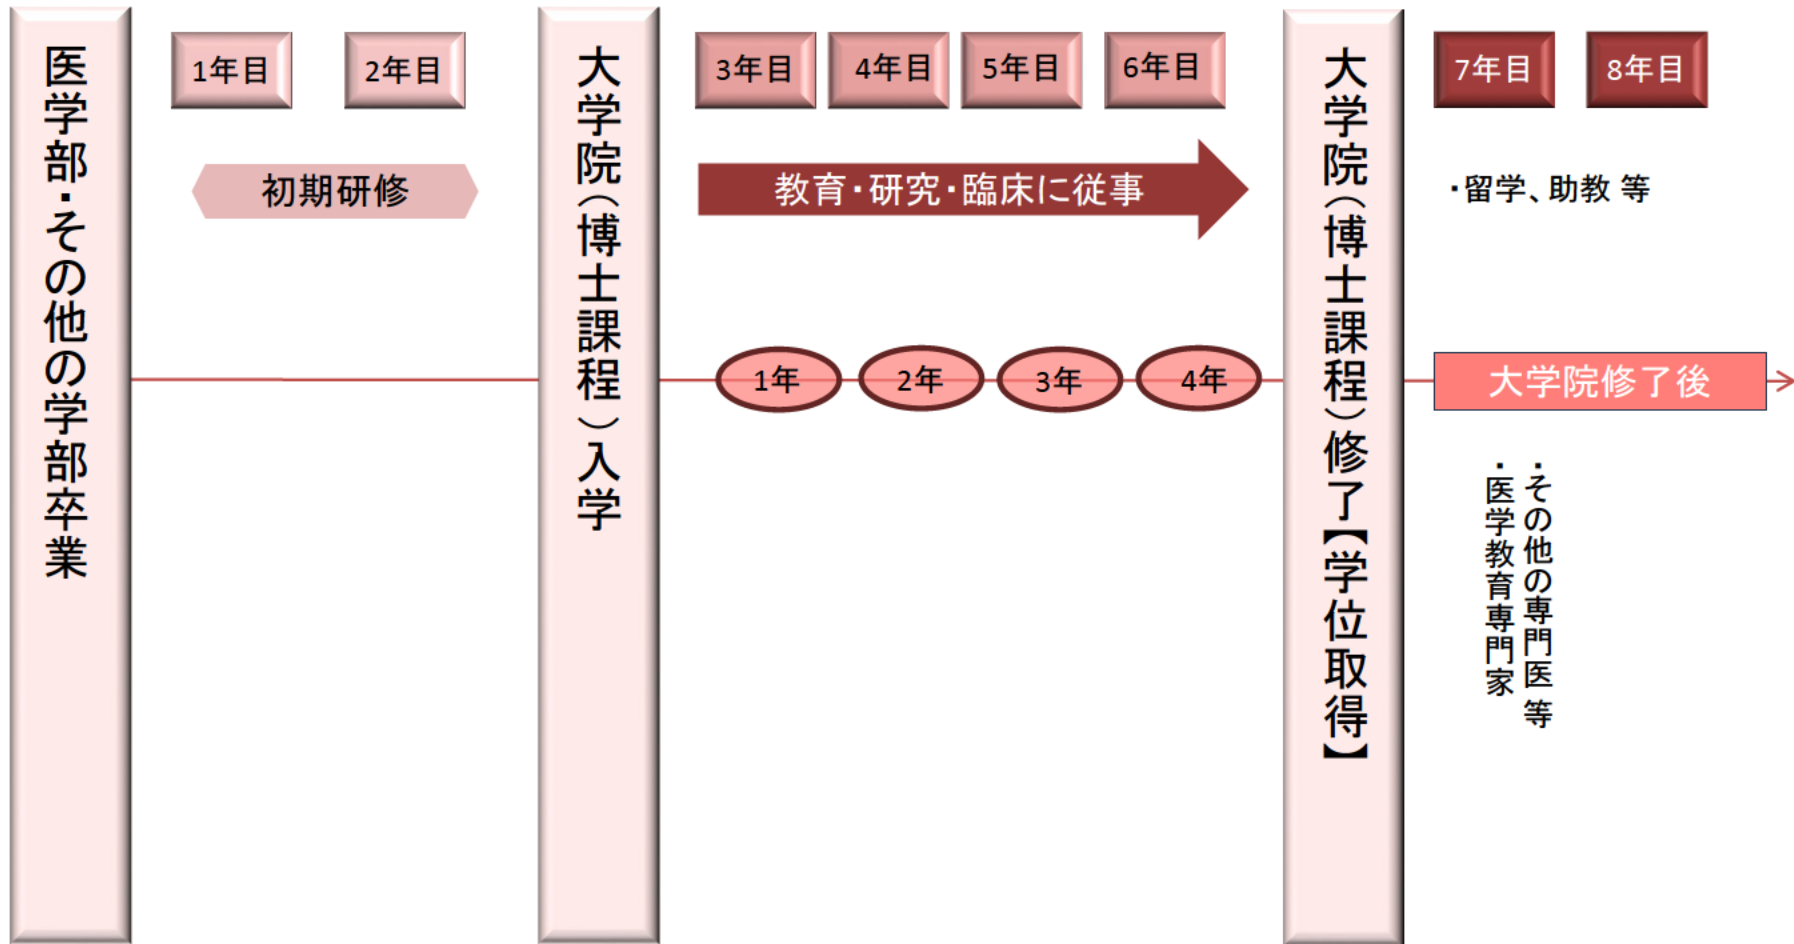 医学部・その他の学部卒業
1年目
2年目
初期研修
大学院(博士課程)入学
3年目
4年目
5年目
6年目
教育・研究・臨床に従事
1年
2年
3年
4年
大学院(博士課程)修了【学位取得】
7年目
8年目
・留学、助教 等
大学院修了後
・その他の専門医 等
・医学教育専門家